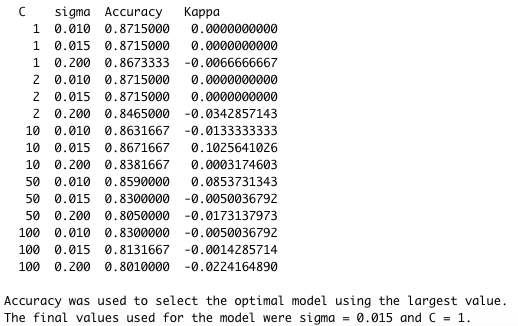 C sigma Accuracy Kappa
1 0.010 0.8715000 0.0000000000
1 0.015 0.8715000 0.0000000000
1 0.200 0.8673333 -0.0066666667
2 0.010 0.8715000 0.0000000000
2 0.015 0.8715000 0.0000000000
2 0.200 0.8465000 -0.0342857143
10 0.010 0.8631667 -0.0133333333
10 0.015 0.8671667 0.1025641026
10 0.200 0.8381667 0.0003174603
50 0.010 0.8590000 0.0853731343
50 0.015 0.8300000 -0.0050036792
50 0.200 0.8050000 -0.0173137973
100 0.010 0.8300000 -0.0050036792
100 0.015 0.8131667 -0.0014285714
100 0.200 0.8010000 -0.0224164890
Accuracy was used to select the optimal model using the largest value.
The final values used for the model were sigma = 0.015 and C = 1.